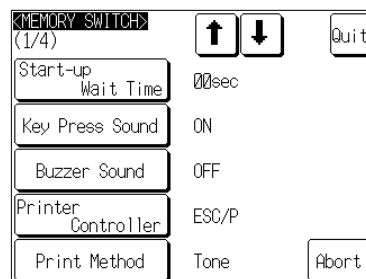 <MEMORY SWITCH>
(1/4)
Quit
Start-up
Wait Time
00sec
Key Press Sound
ON
Buzzer Sound
OFF
Printer
Controller
ESC/P
Print Method
Tone
Abort